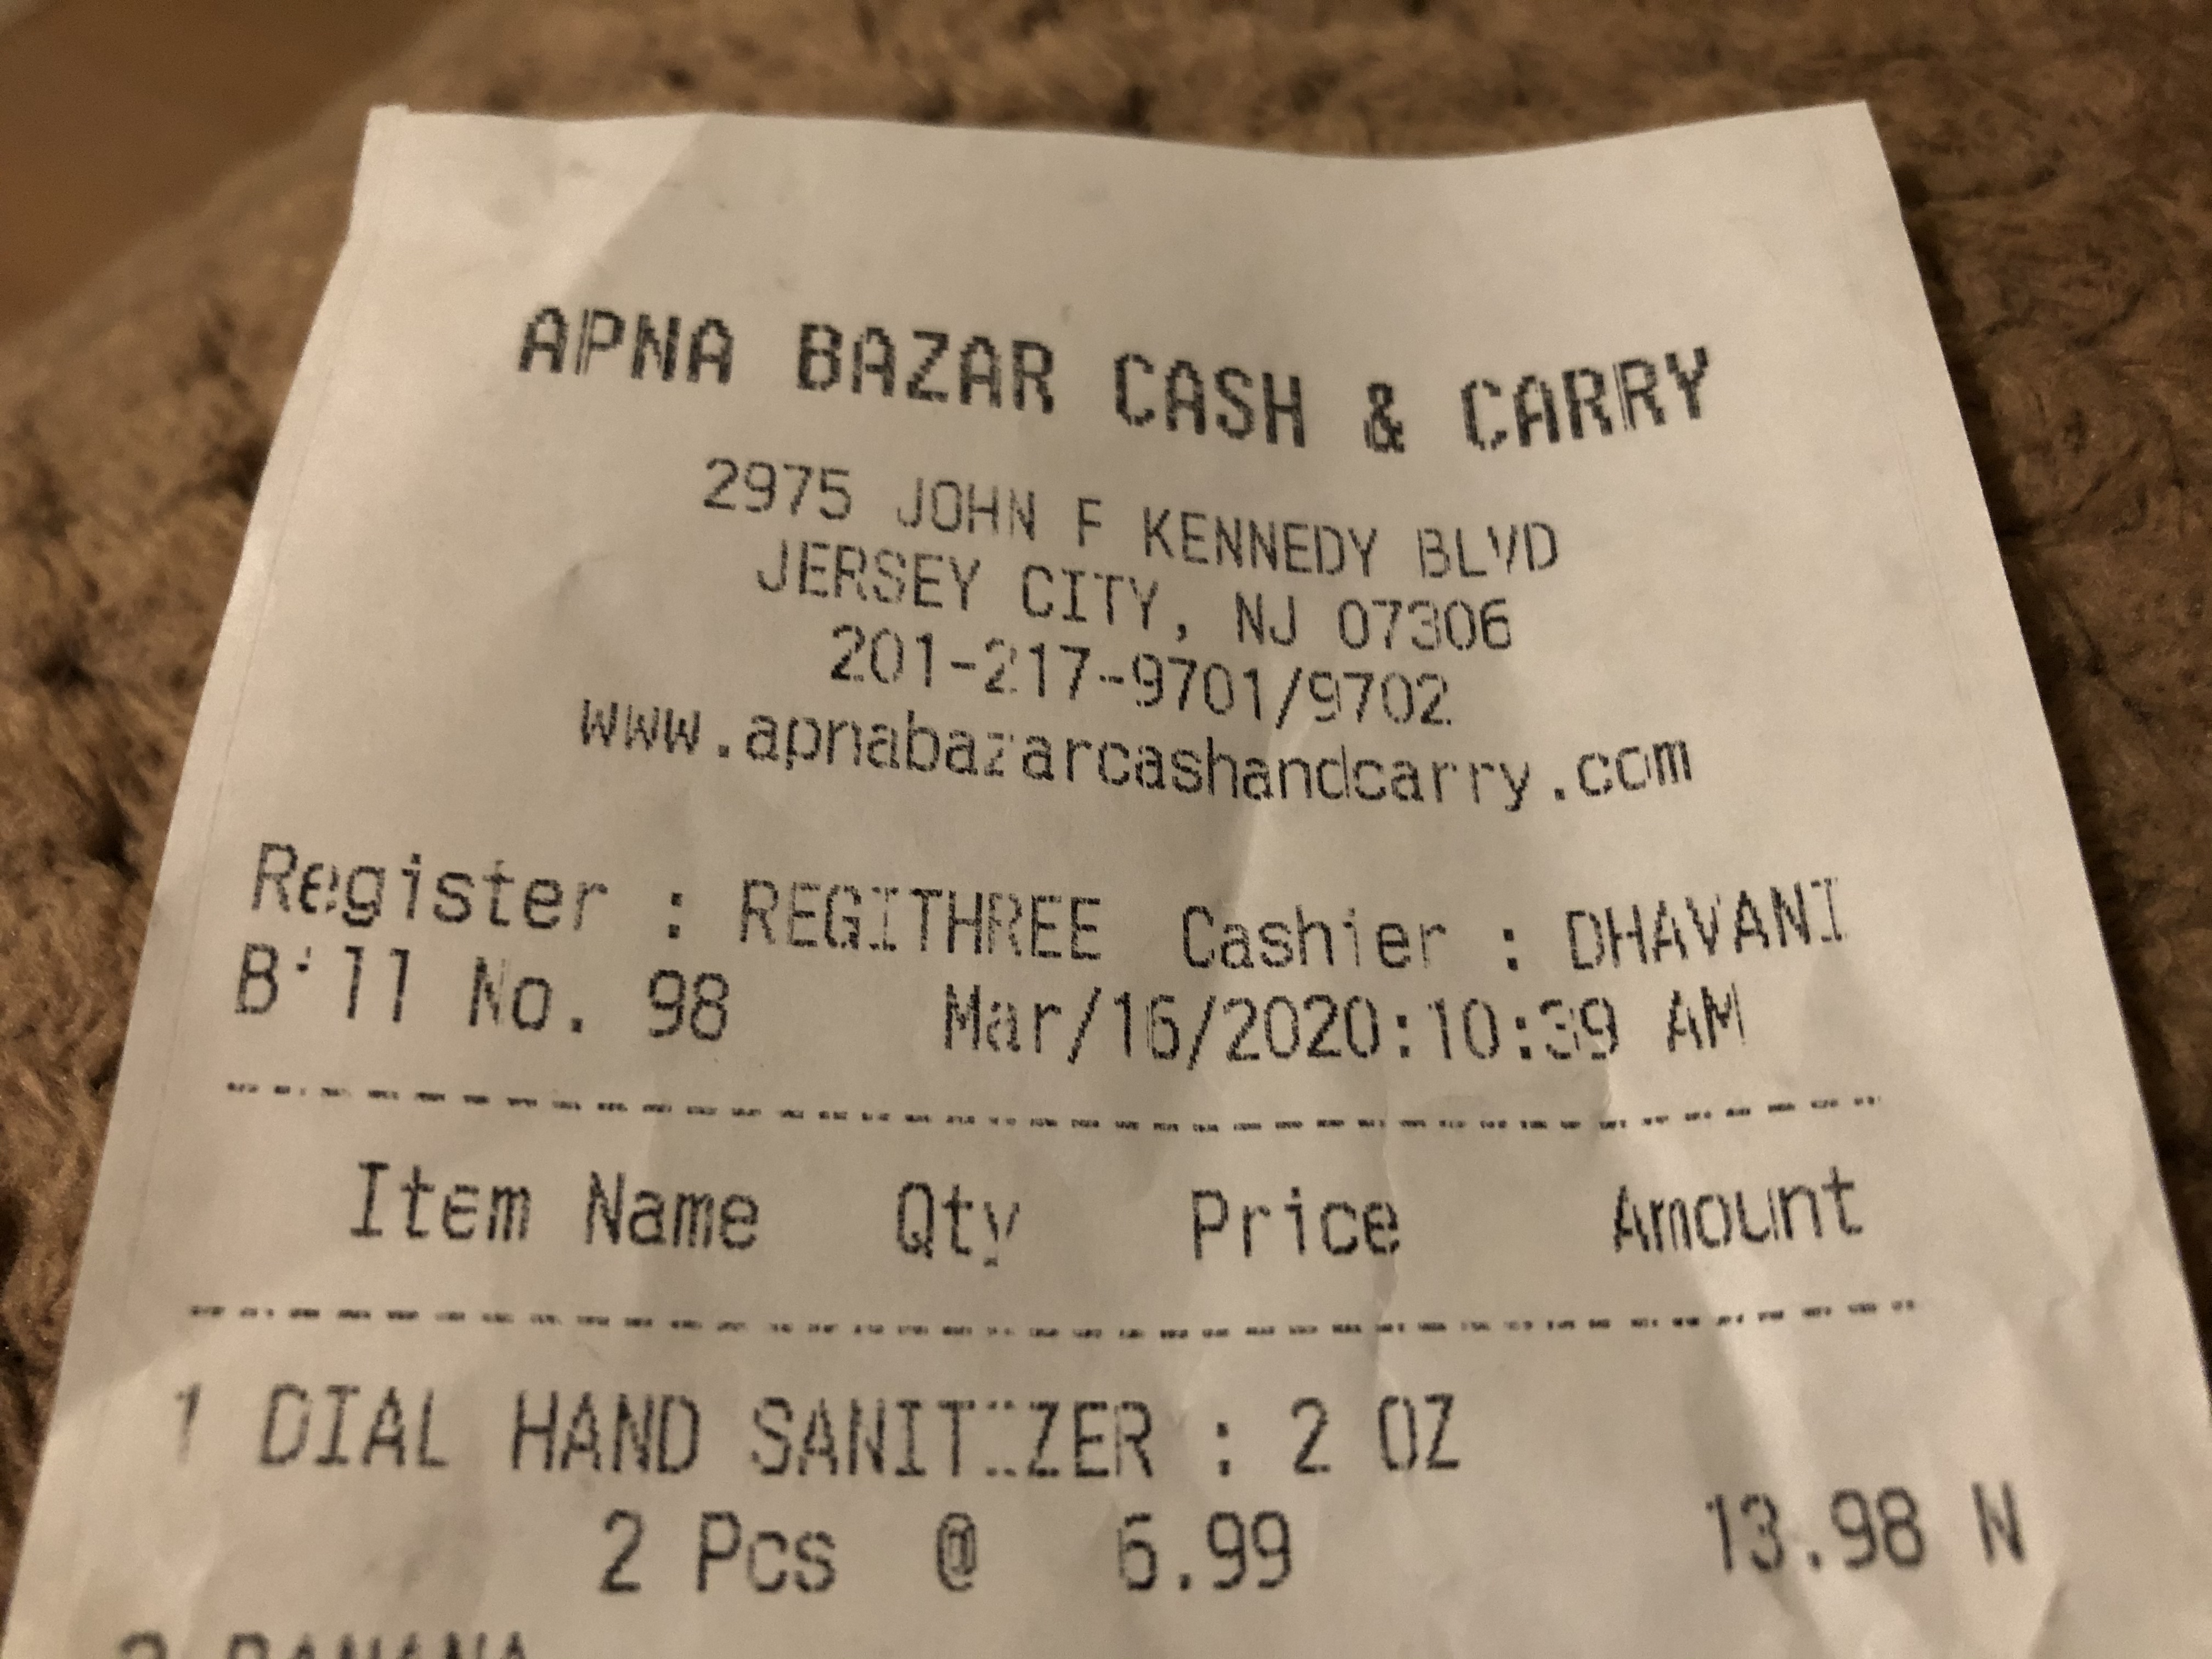 APNA BAZAR CASH & CARRY
2975 JOHN F KENNEDY BLVD
JERSEY CITY, NJ 07306
201-217-9701/9702
www.apnabazarcashandcarry.com
Register : REGITHREE Cashier : DHAVANI
Bill No. 98 Mar/16/2020:10:39 AM
Item Name Qty Price Amount
1 DIAL HAND SANITIZER : 2 OZ
2 Pcs @ 6.99 13.98 N
2 BANANA